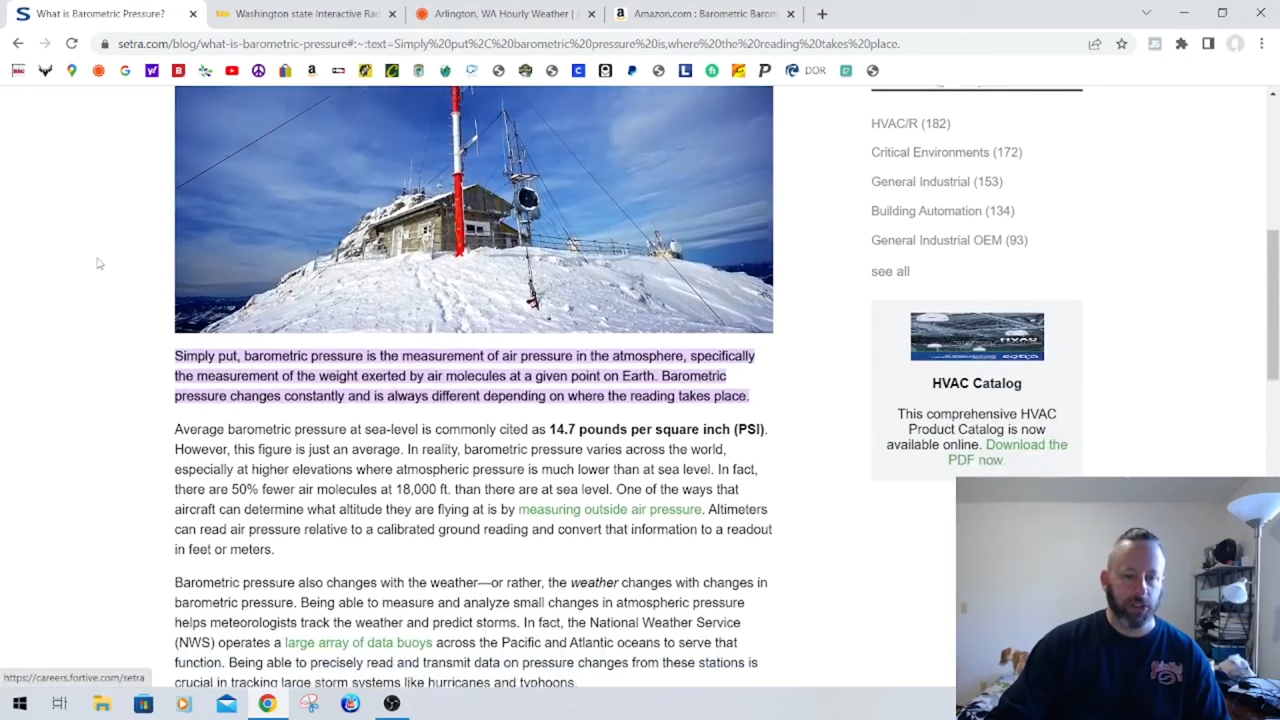 What is Barometric Pressure?
Washington state Interactive Rad
Arlington, WA Hourly Weather |
Amazon.com : Barometric Barom
setra.com/blog/what-is-barometric-pressure#:~:text=Simply%20put%2C%20barometric%20pressure%20is,where%20the%20reading%20takes%20place.
DOR
HVAC/R (182)
Critical Environments (172)
General Industrial (153)
Building Automation (134)
General Industrial OEM (93)
see all
HVAC Catalog
This comprehensive HVAC
Product Catalog is now
available online. Download the
PDF now.
Simply put, barometric pressure is the measurement of air pressure in the atmosphere, specifically
the measurement of the weight exerted by air molecules at a given point on Earth. Barometric
pressure changes constantly and is always different depending on where the reading takes place.
Average barometric pressure at sea-level is commonly cited as 14.7 pounds per square inch (PSI).
However, this figure is just an average. In reality, barometric pressure varies across the world,
especially at higher elevations where atmospheric pressure is much lower than at sea level. In fact,
there are 50% fewer air molecules at 18,000 ft. than there are at sea level. One of the ways that
aircraft can determine what altitude they are flying at is by measuring outside air pressure. Altimeters
can read air pressure relative to a calibrated ground reading and convert that information to a readout
in feet or meters.
Barometric pressure also changes with the weather—or rather, the weather changes with changes in
barometric pressure. Being able to measure and analyze small changes in atmospheric pressure
helps meteorologists track the weather and predict storms. In fact, the National Weather Service
(NWS) operates a large array of data buoys across the Pacific and Atlantic oceans to serve that
function. Being able to precisely read and transmit data on pressure changes from these stations is
crucial in tracking large storm systems like hurricanes and typhoons.
https://careers.fortive.com/setra